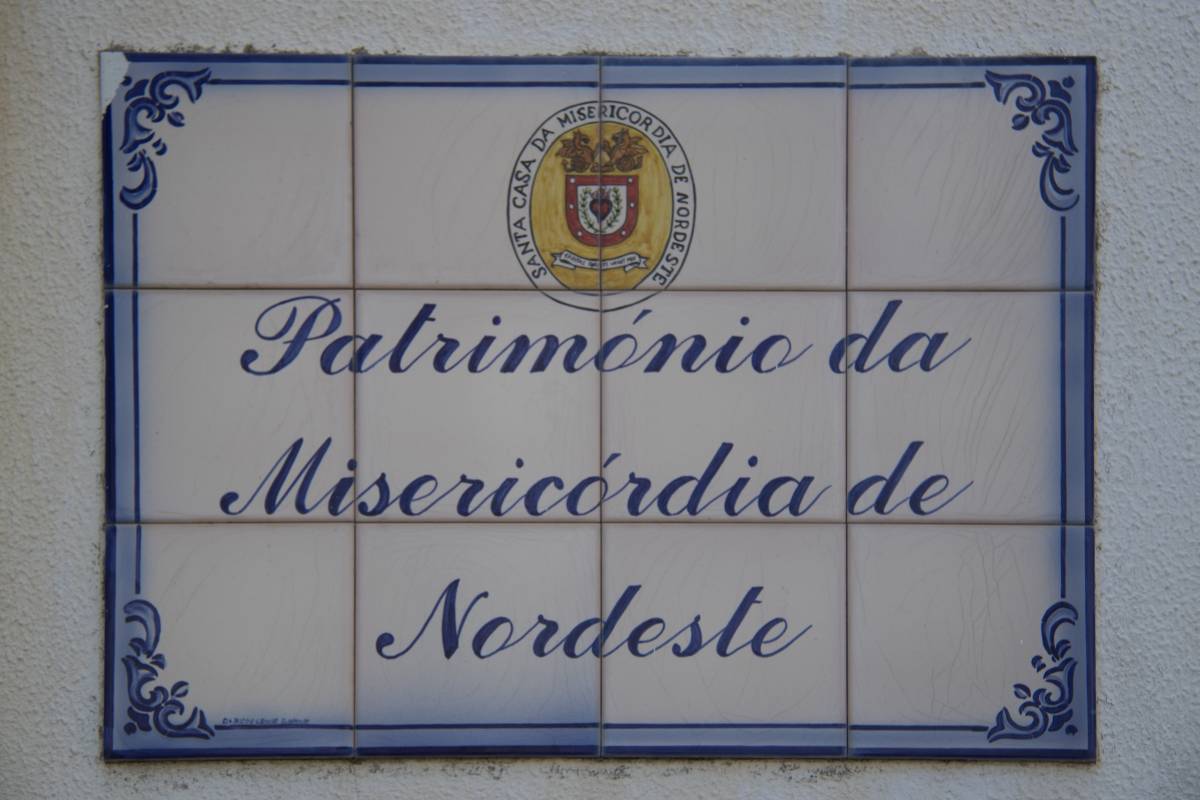 SANTA CASA DA MISERICORDIA DE NORDESTE
Património da
Misericórdia de
Nordeste